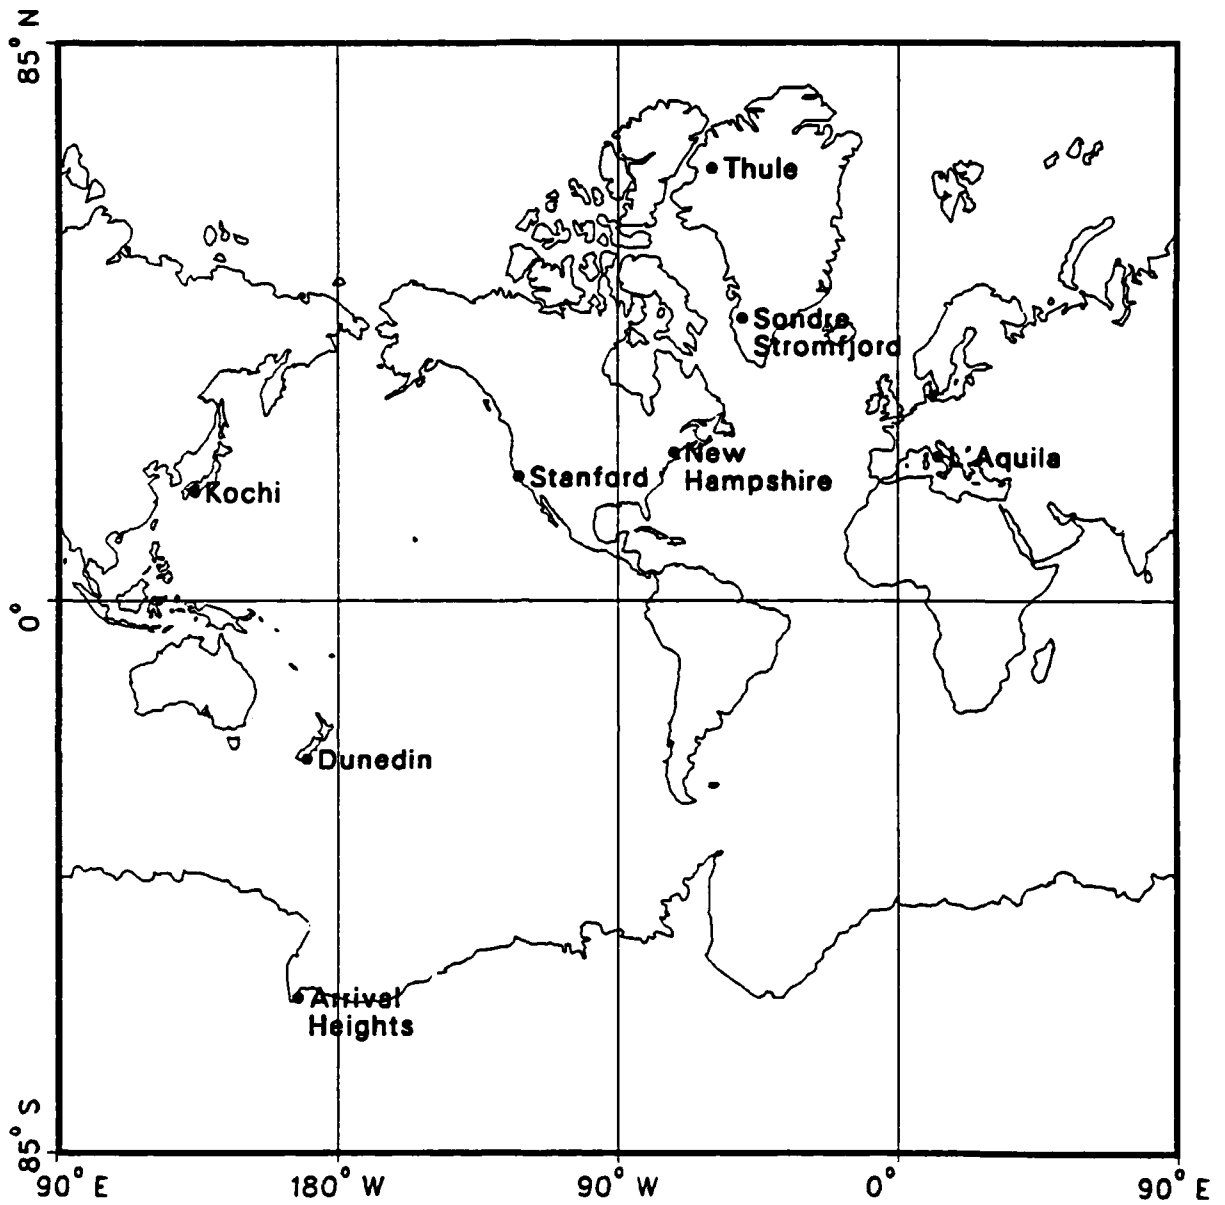 85° N
Thule
Sondre
Stromfjord
New
Hampshire
L'Aquila
Stanford
Kochi
0°
Dunedin
Arrival
Heights
85° S
90° E
180° W
90° W
0°
90° E